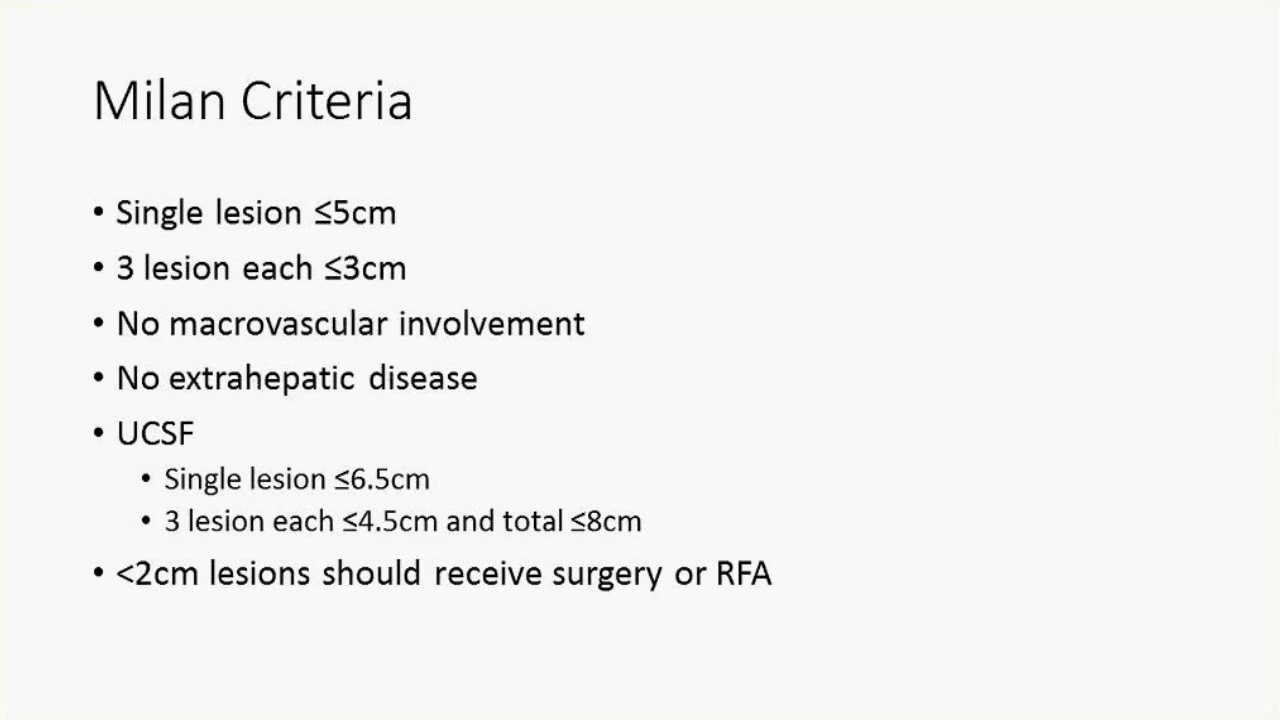 Milan Criteria
• Single lesion ≤5cm
• 3 lesion each ≤3cm
• No macrovascular involvement
• No extrahepatic disease
• UCSF
• Single lesion ≤6.5cm
• 3 lesion each ≤4.5cm and total ≤8cm
• <2cm lesions should receive surgery or RFA